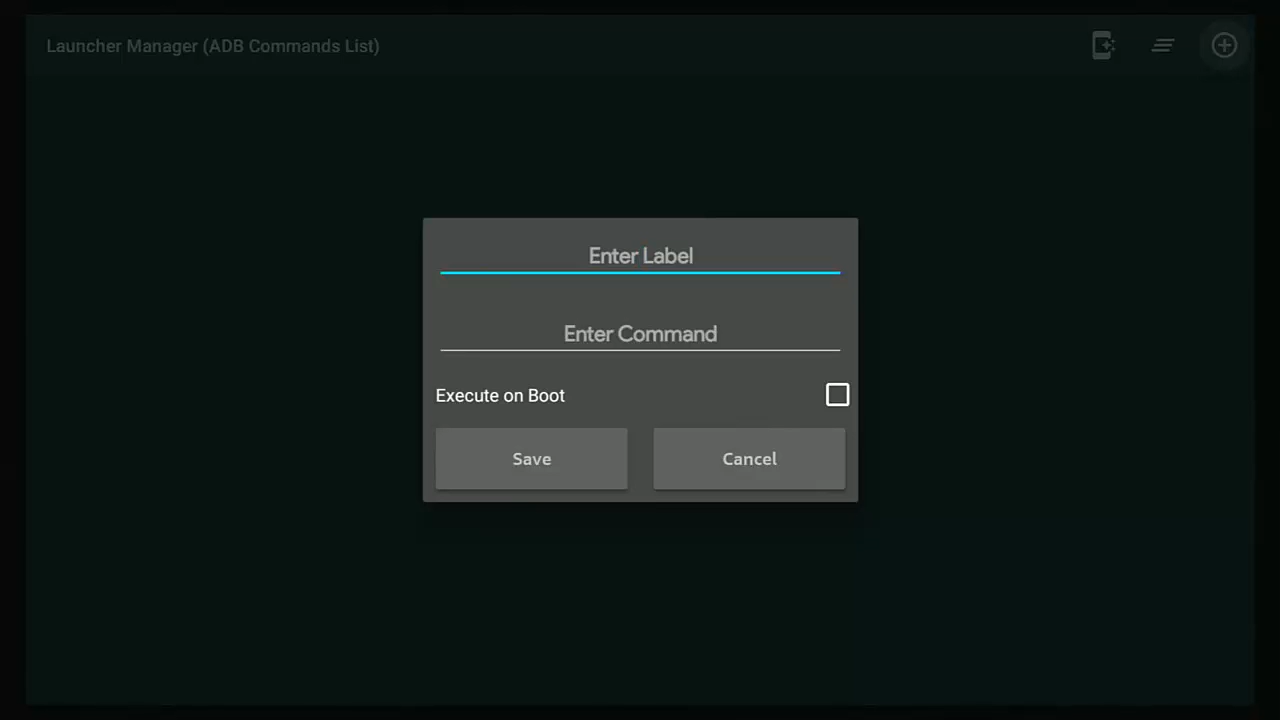 Launcher Manager (ADB Commands List)
Enter Label
Enter Command
Execute on Boot
Save
Cancel